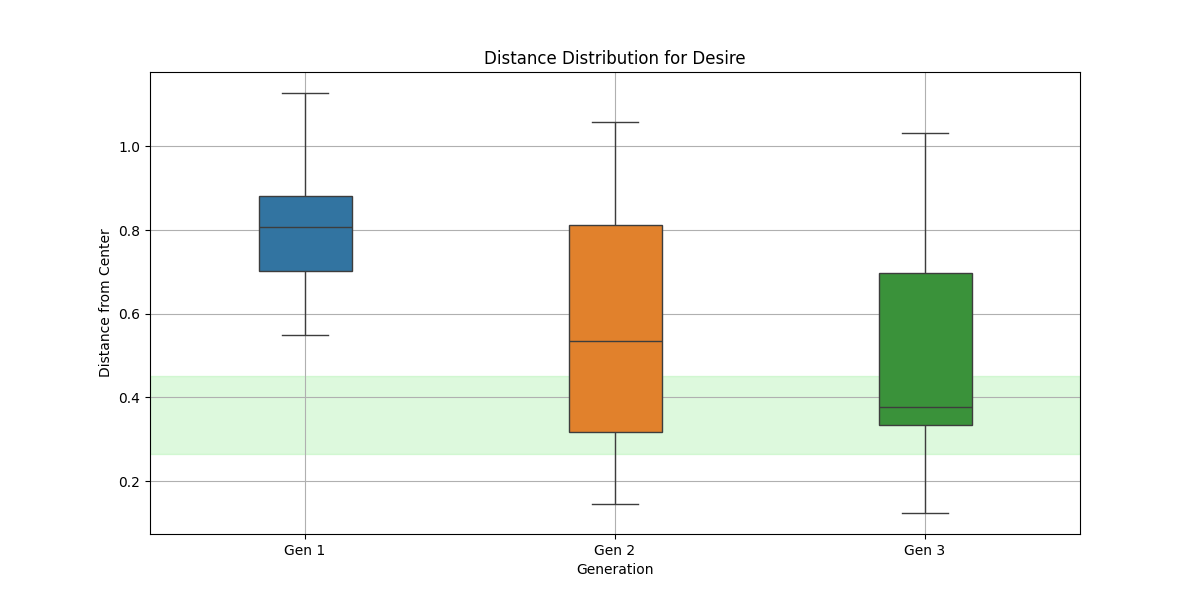 Distance Distribution for Desire
Distance from Center
1.0
0.8
0.6
0.4
0.2
Gen 1
Gen 2
Gen 3
Generation